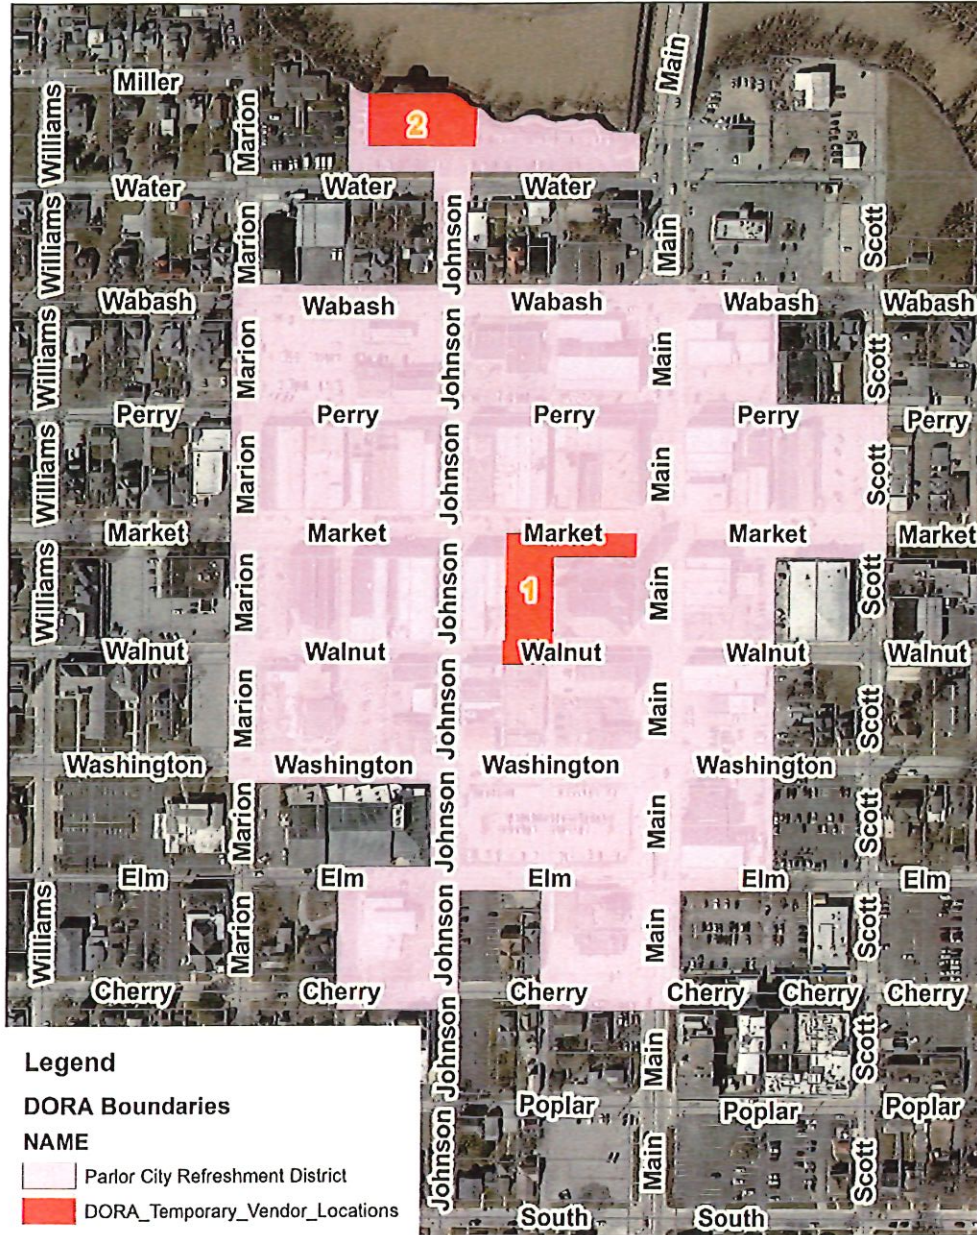 Miller
Main
Williams
Marion
2
Water
Water
Williams
Marion
Johnson
Main
Scott
Wabash
Wabash
Wabash
Wabash
Wabash
Williams
Marion
Johnson
Main
Scott
Perry
Perry
Perry
Perry
Perry
Williams
Marion
Johnson
Main
Scott
Market
Market
Market
Market
Market
Williams
Marion
Johnson
1
Main
Scott
Walnut
Walnut
Walnut
Walnut
Walnut
Marion
Johnson
Main
Scott
Washington
Washington
Washington
Washington
Marion
Johnson
Main
Scott
Elm
Elm
Elm
Elm
Elm
Williams
Marion
Johnson
Main
Scott
Cherry
Cherry
Cherry
Cherry
Cherry
Cherry
Johnson
Main
Scott
Poplar
Poplar
Poplar
Johnson
Main
Scott
South
South
Legend
DORA Boundaries
NAME
Parlor City Refreshment District
DORA_Temporary_Vendor_Locations